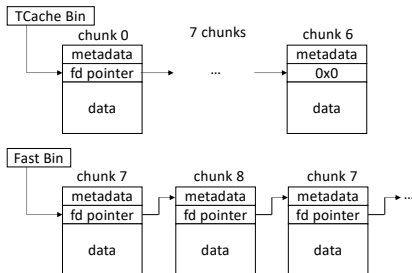 TCache Bin
chunk 0
7 chunks
chunk 6
metadata
metadata
fd pointer
...
0x0
data
data
Fast Bin
chunk 7
chunk 8
chunk 7
metadata
metadata
metadata
fd pointer
fd pointer
fd pointer
...
data
data
data